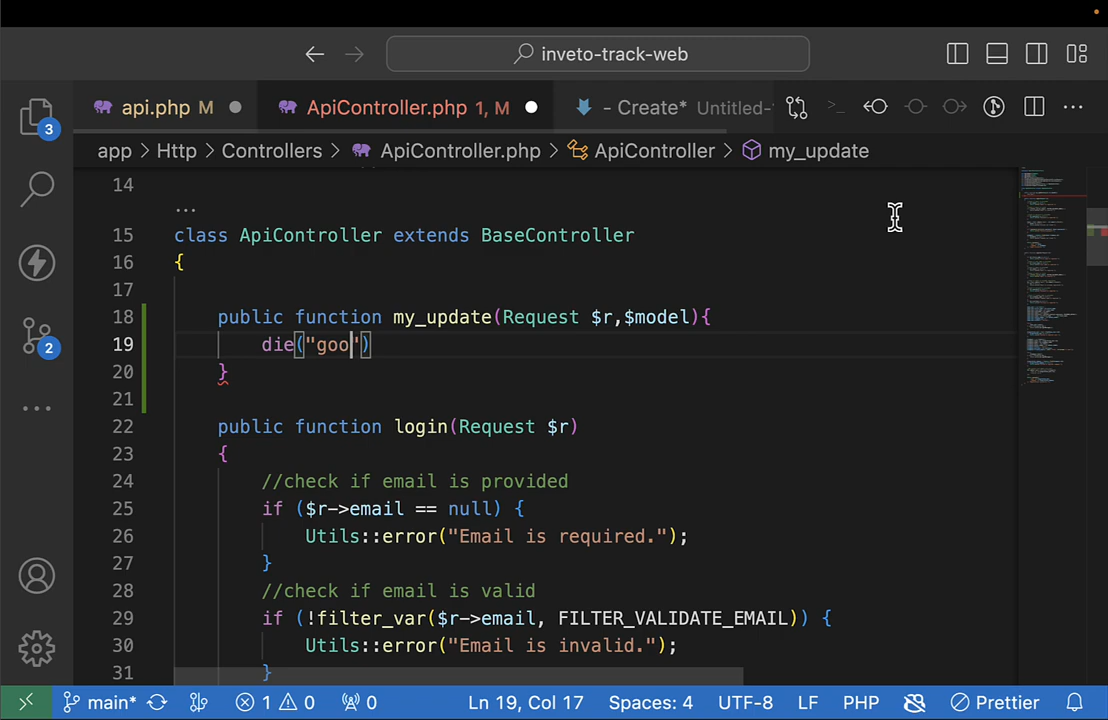 inveto-track-web
api.php M ApiController.php 1, M - Create* Untitled-
app > Http > Controllers > ApiController.php > ApiController > my_update
3
2
14
...
15 class ApiController extends BaseController
16 {
17
18 public function my_update(Request $r,$model){
19 die("goo")
20 }
21
22 public function login(Request $r)
23 {
24 //check if email is provided
25 if ($r->email == null) {
26 Utils::error("Email is required.");
27 }
28 //check if email is valid
29 if (!filter_var($r->email, FILTER_VALIDATE_EMAIL)) {
30 Utils::error("Email is invalid.");
31 }
main* 1 0 0 Ln 19, Col 17 Spaces: 4 UTF-8 LF PHP Prettier